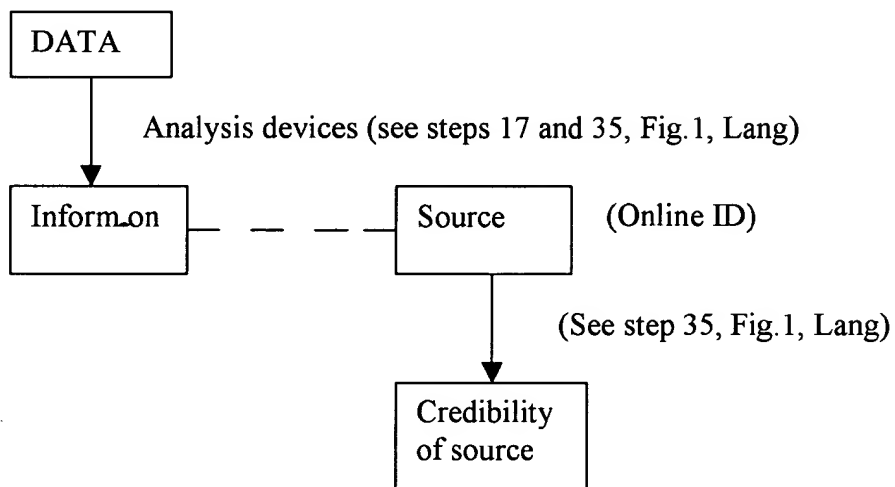 DATA
Analysis devices (see steps 17 and 35, Fig.1, Lang)
Informon
Source
(Online ID)
(See step 35, Fig.1, Lang)
Credibility
of source